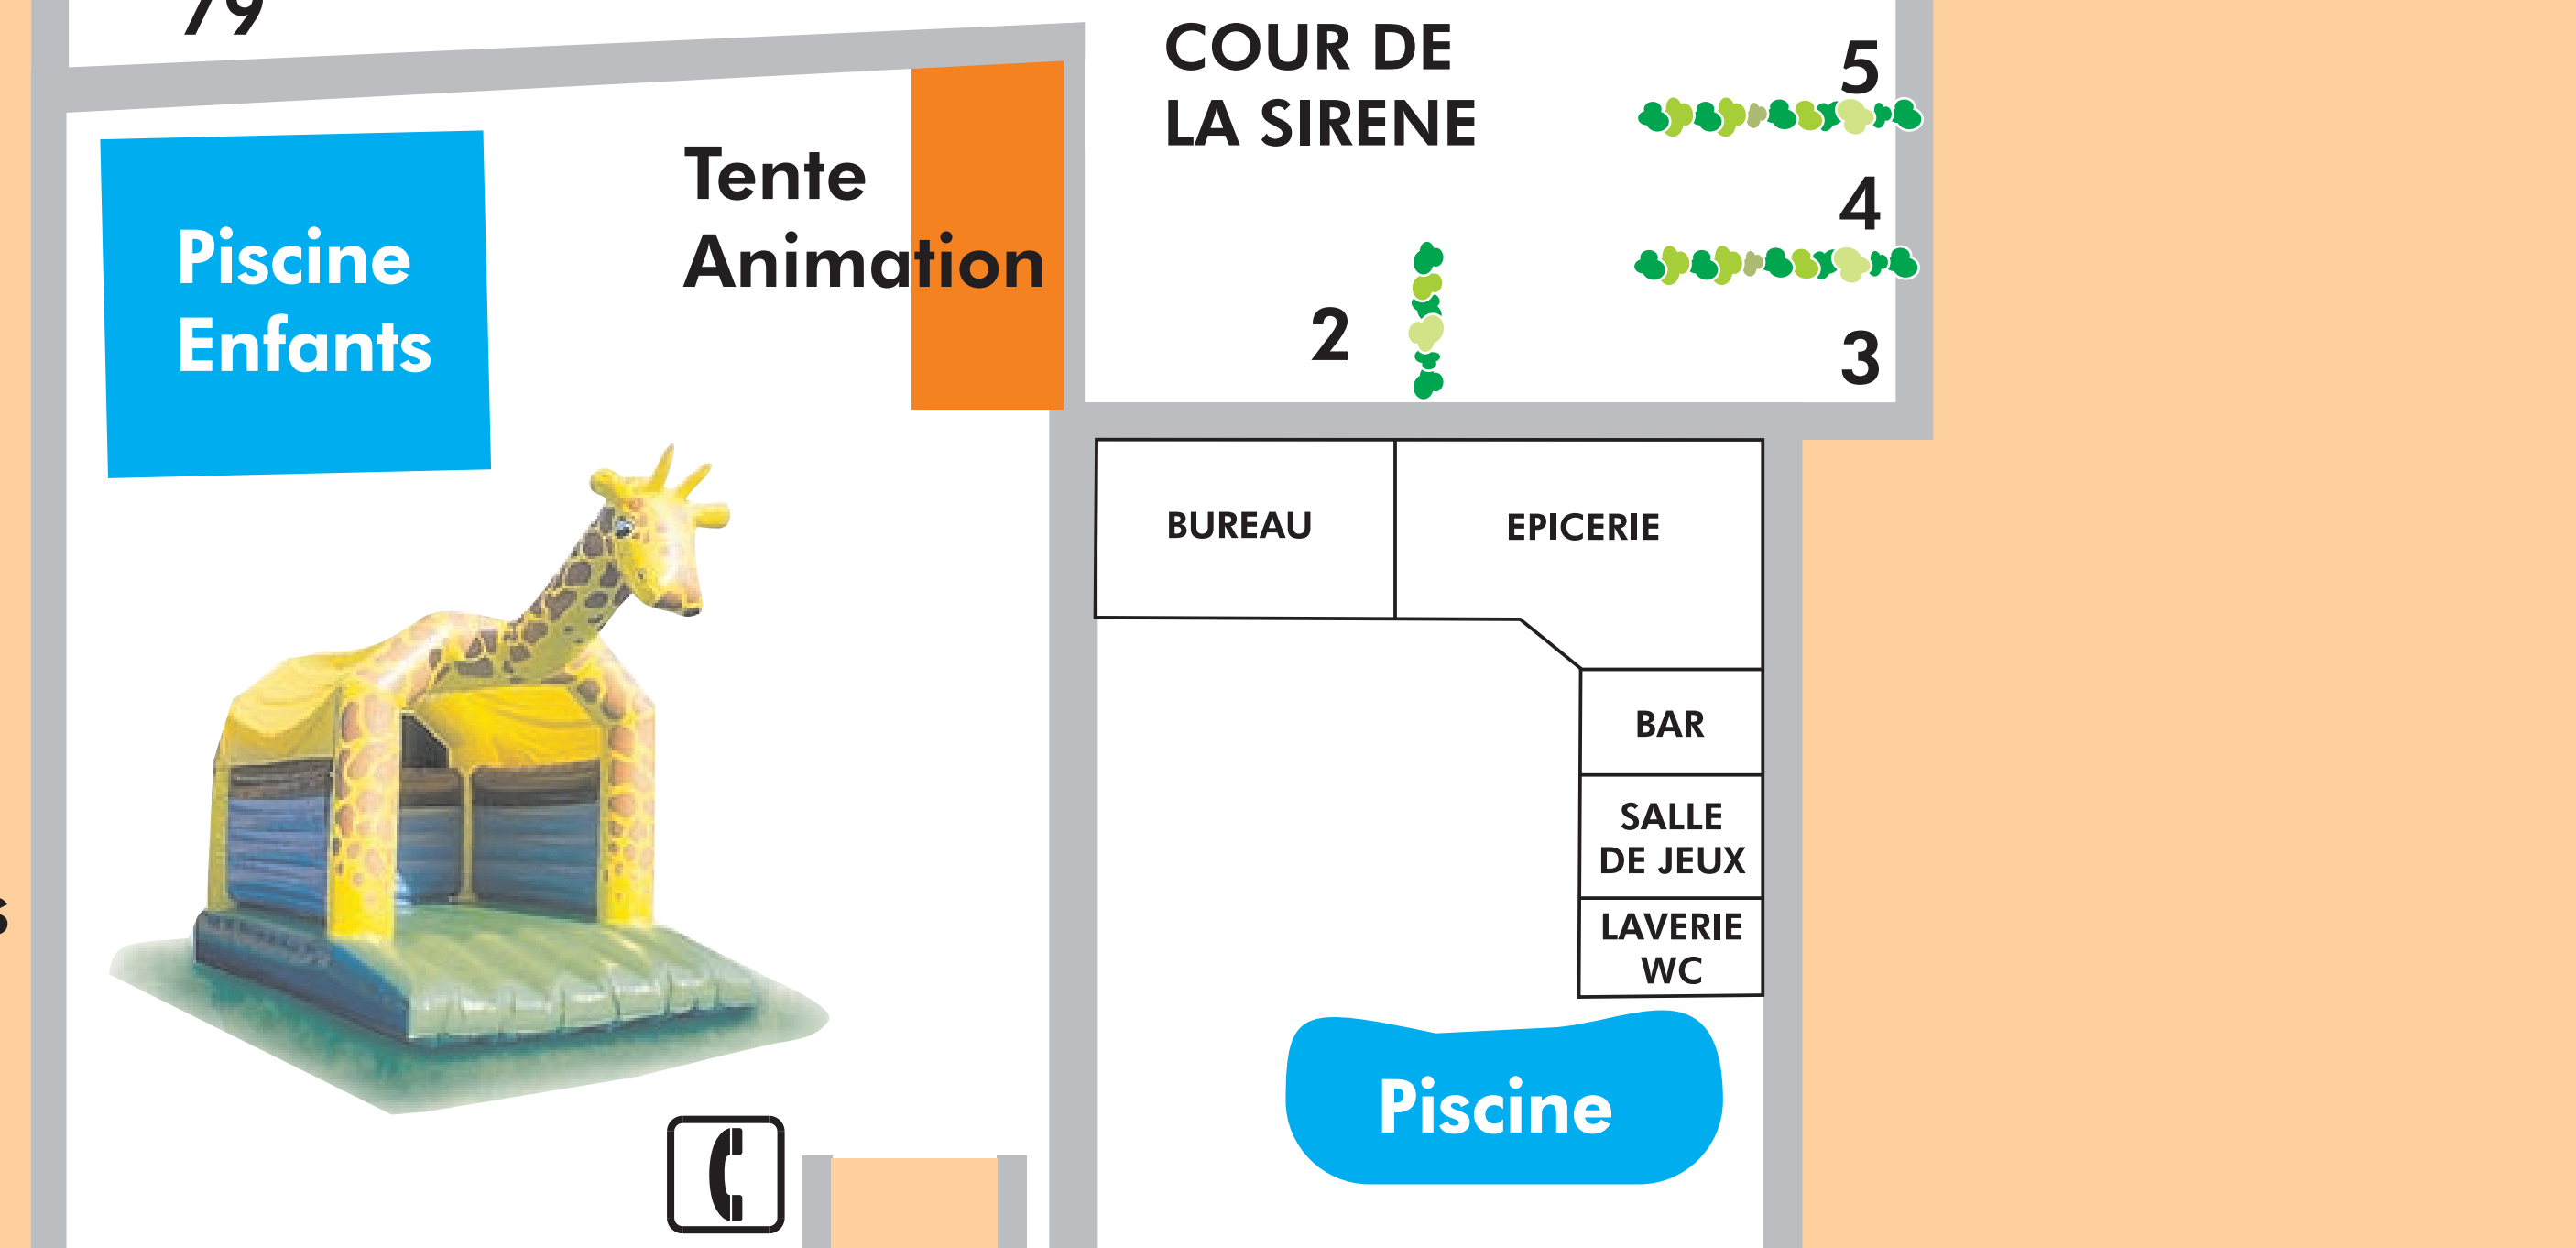 79
COUR DE
LA SIRENE
5
4
3
2
Tente
Animation
Piscine
Enfants
BUREAU
EPICERIE
BAR
SALLE
DE JEUX
LAVERIE
WC
Piscine